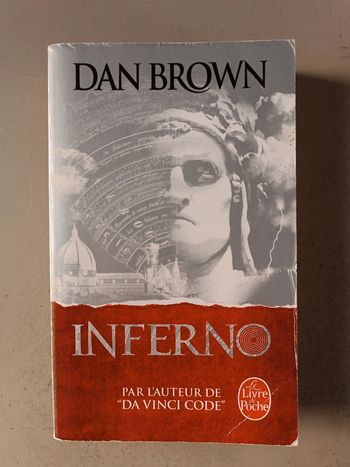 DAN BROWN
INFERNO
PAR L'AUTEUR DE
"DA VINCI CODE"
Le
Livre
de
Poche